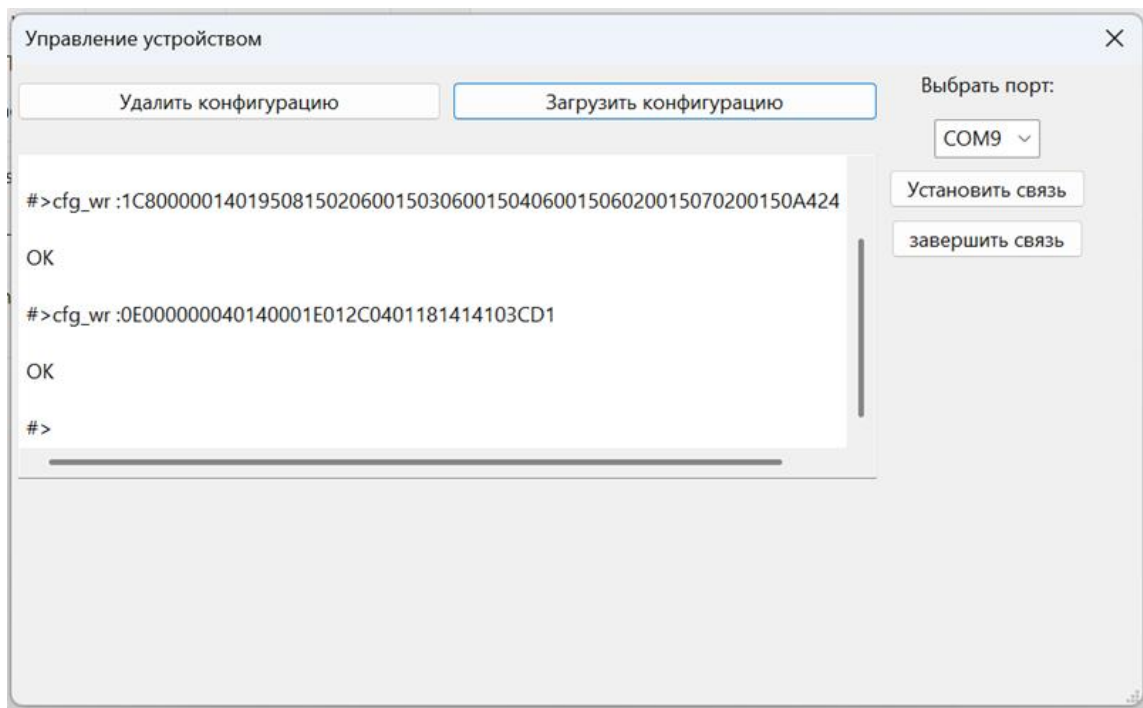 Управление устройством
Удалить конфигурацию
Загрузить конфигурацию
Выбрать порт:
COM9
Установить связь
завершить связь
#>cfg_wr :1C800000140195081502060015030600150406001506020015070200150A424
OK
#>cfg_wr :0E000000040140001E012C0401181414103CD1
OK
#>